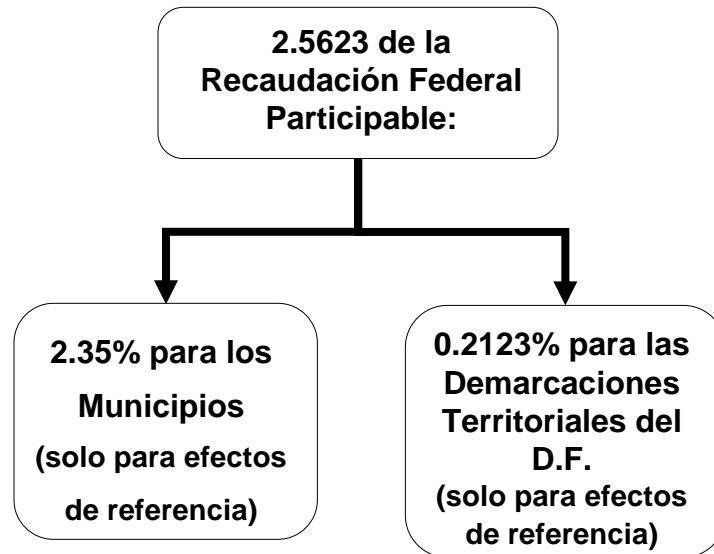 2.5623 de la
Recaudación Federal
Participable:
2.35% para los
Municipios
(solo para efectos
de referencia)
0.2123% para las
Demarcaciones
Territoriales del
D.F.
(solo para efectos
de referencia)